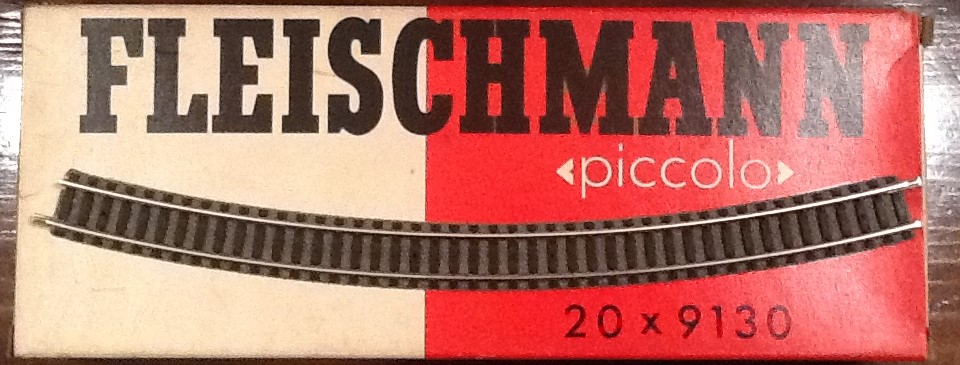 FLEISCHMANN
piccolo
20 x 9130